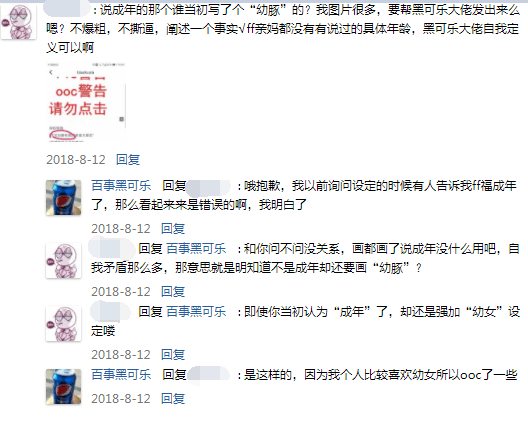 ：说成年的那个谁当初写了个“幼豚”的？我图片很多，要帮黑可乐大佬发出来么
嗯？不爆粗，不撕逼，阐述一个事实√ff亲妈都没有有说过的具体年龄，黑可乐大佬自我定
义可以啊
ooc警告
请勿点击
2018-8-12 回复
百事黑可乐 回复 ：哦抱歉，我以前询问设定的时候有人告诉我ff福成年
了，那么看起来来是错误的啊，我明白了
2018-8-12 回复
回复 百事黑可乐 ：和你问不问没关系，画都画了说成年没什么用吧，自
我矛盾那么多，那意思就是明知道不是成年却还要画“幼豚”？
2018-8-12 回复
回复 百事黑可乐 ：即使你当初认为“成年”了，却还是强加“幼女”设
定喽
2018-8-12 回复
百事黑可乐 回复 ：是这样的，因为我个人比较喜欢幼女所以ooc了一些
2018-8-12 回复